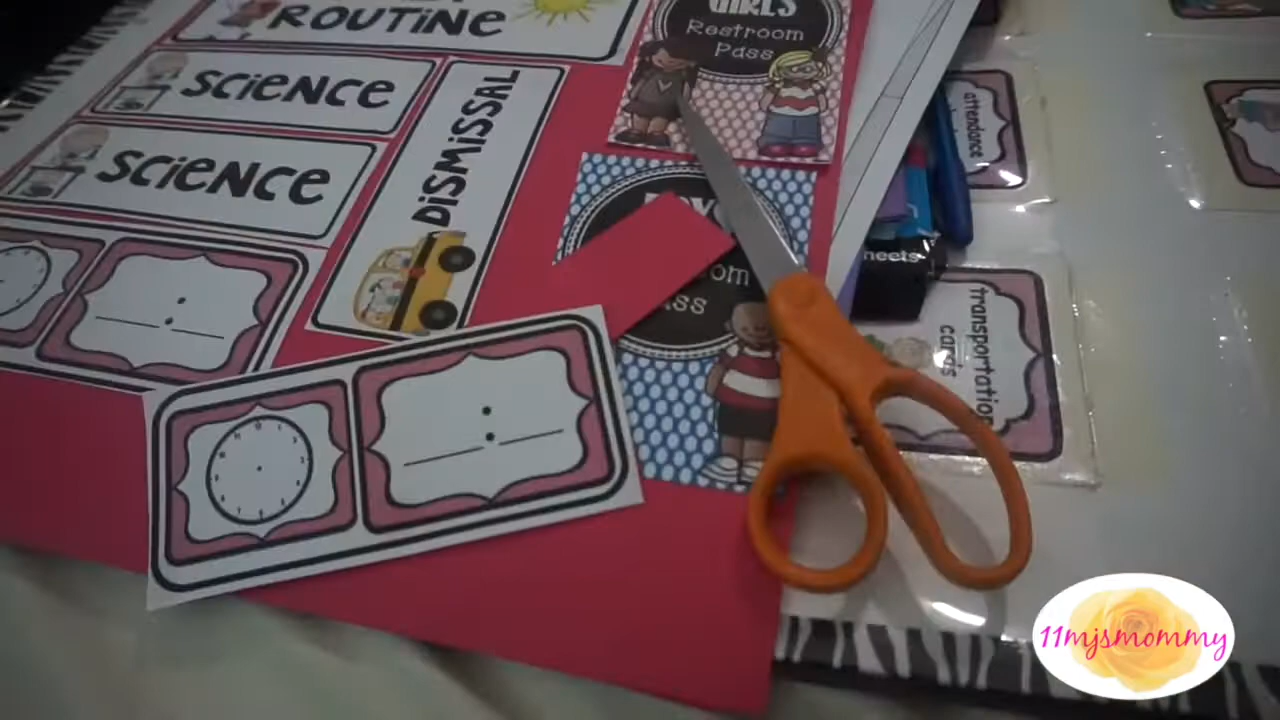 ROUTINE
SCIENCE
SCIENCE
DISMISSAL
GIRLS
Restroom
Pass
attendance
transportation
cards
11mjsmommy